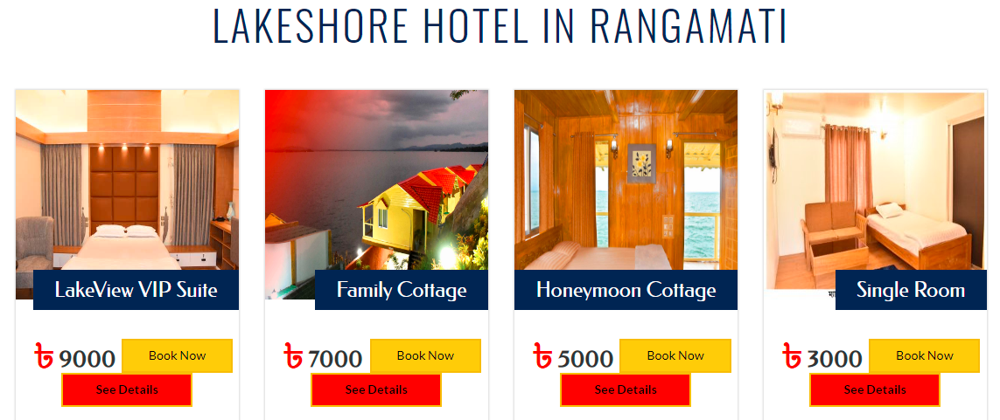 LAKESHORE HOTEL IN RANGAMATI
LakeView VIP Suite
Family Cottage
Honeymoon Cottage
Single Room
৳ 9000 Book Now
See Details
৳ 7000 Book Now
See Details
৳ 5000 Book Now
See Details
৳ 3000 Book Now
See Details